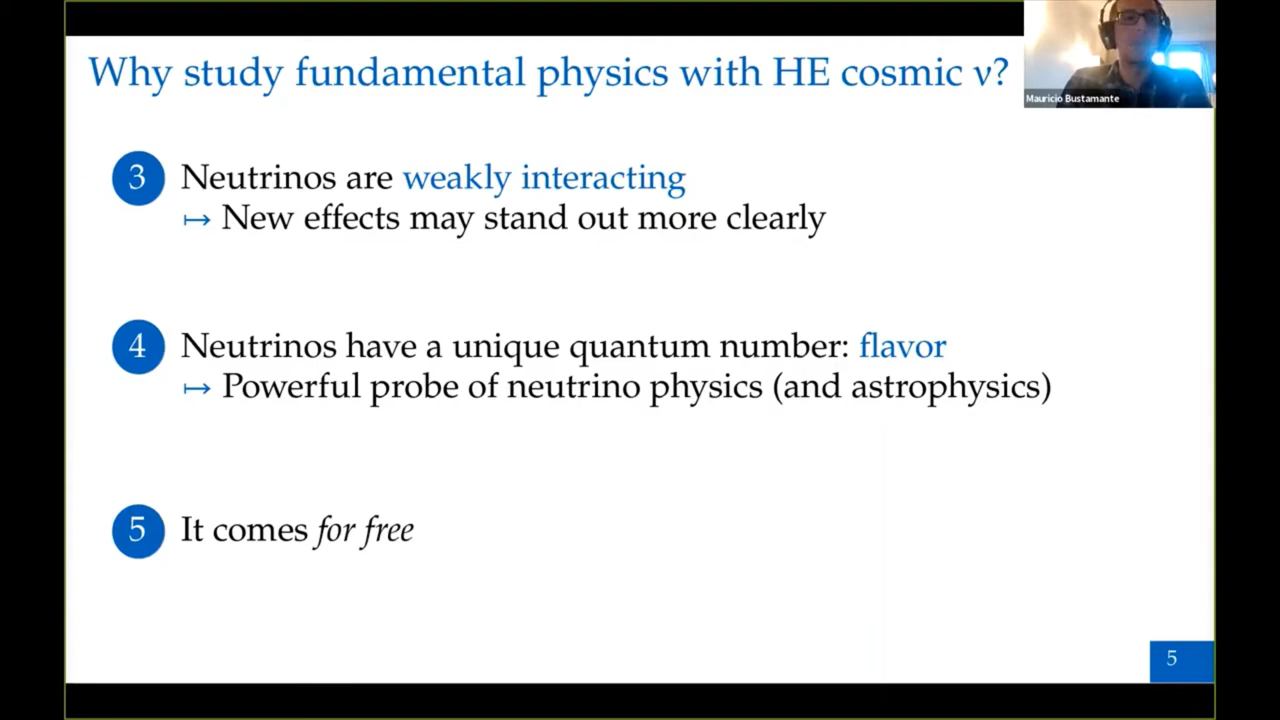 Why study fundamental physics with HE cosmic ν?
Mauricio Bustamante
3 Neutrinos are weakly interacting
↦ New effects may stand out more clearly
4 Neutrinos have a unique quantum number: flavor
↦ Powerful probe of neutrino physics (and astrophysics)
5 It comes for free
5